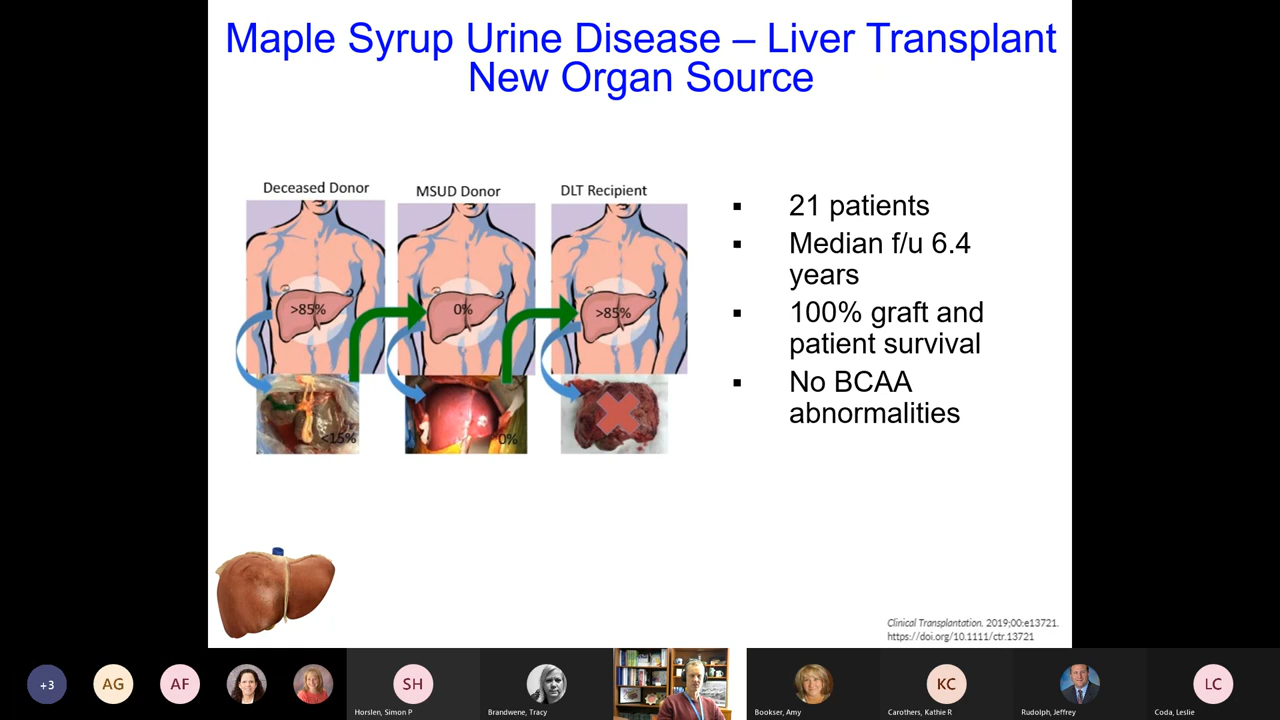 Maple Syrup Urine Disease – Liver Transplant
New Organ Source
Deceased Donor
MSUD Donor
DLT Recipient
>85%
0%
>85%
<15%
0%
▪ 21 patients
▪ Median f/u 6.4
years
▪ 100% graft and
patient survival
▪ No BCAA
abnormalities
Clinical Transplantation. 2019;00:e13721.
https://doi.org/10.1111/ctr.13721
+3
AG
AF
SH
Horslen, Simon P
Brandwene, Tracy
Bookser, Amy
KC
Carothers, Kathie R
Rudolph, Jeffrey
LC
Coda, Leslie